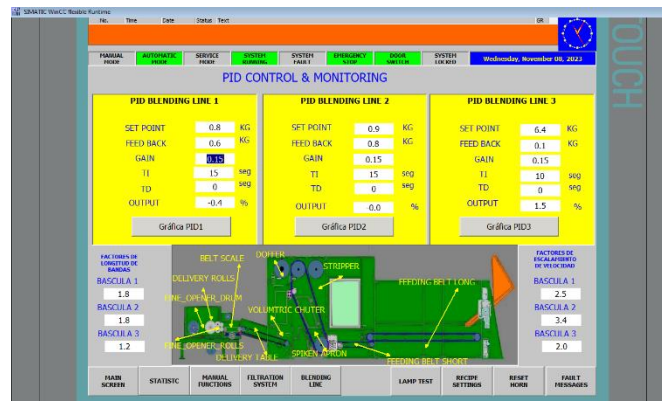 SIMATIC WinCC flexible Runtime
No. Time Date Status Text GR
MANUAL MODE AUTOMATIC MODE SERVICE MODE SYSTEM RUNNING SYSTEM FAULT EMERGENCY STOP DOOR SWITCH SYSTEM LOCKED Wednesday, November 08, 2023
TOUCH
PID CONTROL & MONITORING
PID BLENDING LINE 1
SET POINT 0.8 KG
FEED BACK 0.6 KG
GAIN 0.15
TI 15 seg
TD 0 seg
OUTPUT -0.4 %
Gráfica PID1
PID BLENDING LINE 2
SET POINT 0.9 KG
FEED BACK 0.8 KG
GAIN 0.15
TI 15 seg
TD 0 seg
OUTPUT -0.0 %
Gráfica PID2
PID BLENDING LINE 3
SET POINT 6.4 KG
FEED BACK 0.1 KG
GAIN 0.15
TI 10 seg
TD 0 seg
OUTPUT 1.5 %
Gráfica PID3
FACTORES DE
LONGITUD DE
BANDAS
BASCULA 1
1.8
BASCULA 2
1.8
BASCULA 3
1.2
BELT SCALE
DOFFER
STRIPPER
DELIVERY ROLLS
FEEDING BELT LONG
FINE_OPENER_DRUM
VOLUMTRIC CHUTER
FINE_OPENER_ROLLS
DELIVERY TABLE
SPIKEN APRON
FEEDING BELT SHORT
FACTORES DE
ESCALAMIENTO
DE VELOCIDAD
BASCULA 1
2.5
BASCULA 2
3.4
BASCULA 3
2.0
MAIN SCREEN STATISTC MANUAL FUNCTIONS FILTRATION SYSTEM BLENDING LINE LAMP TEST RECIPE SETTINGS RESET HORN FAULT MESSAGES